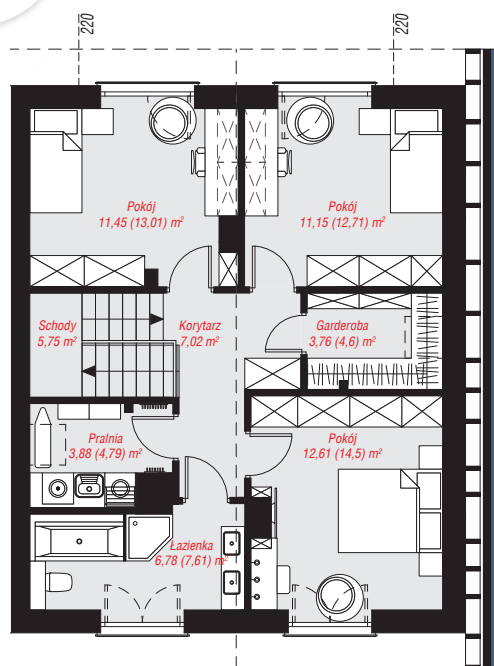 220
220
Pokój
11,45 (13,01) m²
Pokój
11,15 (12,71) m²
Schody
5,75 m²
Korytarz
7,02 m²
Garderoba
3,76 (4,6) m²
Pralnia
3,88 (4,79) m²
Pokój
12,61 (14,5) m²
Łazienka
6,78 (7,61) m²